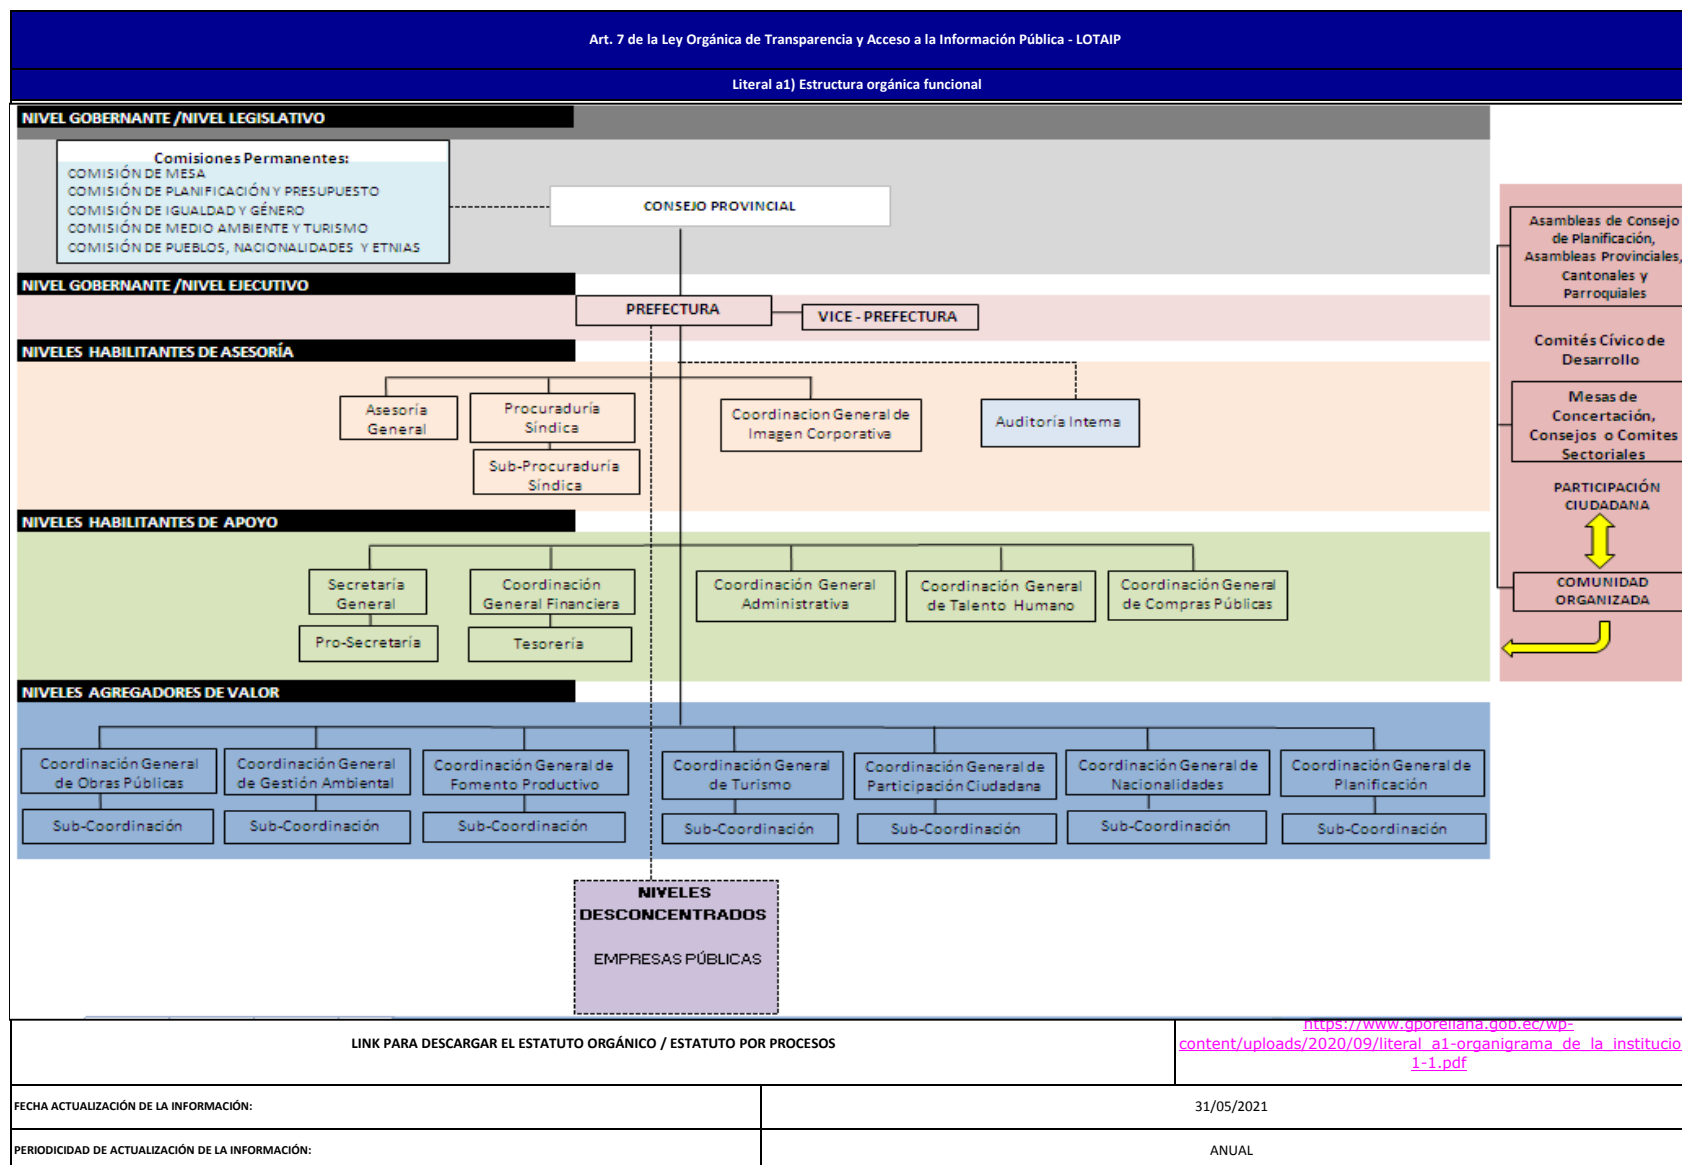 Art. 7 de la Ley Orgánica de Transparencia y Acceso a la Información Pública - LOTAIP
Literal a1) Estructura orgánica funcional
NIVEL GOBERNANTE /NIVEL LEGISLATIVO
Comisiones Permanentes:
COMISIÓN DE MESA
COMISIÓN DE PLANIFICACIÓN Y PRESUPUESTO
COMISIÓN DE IGUALDAD Y GÉNERO
COMISIÓN DE MEDIO AMBIENTE Y TURISMO
COMISIÓN DE PUEBLOS, NACIONALIDADES Y ETNIAS
CONSEJO PROVINCIAL
NIVEL GOBERNANTE /NIVEL EJECUTIVO
PREFECTURA
VICE - PREFECTURA
NIVELES HABILITANTES DE ASESORÍA
Asesoría
General
Procuraduría
Síndica
Sub-Procuraduría
Síndica
Coordinacion General de
Imagen Corporativa
Auditoría Interna
NIVELES HABILITANTES DE APOYO
Secretaría
General
Pro-Secretaría
Coordinación
General Financiera
Tesorería
Coordinación General
Administrativa
Coordinación General
de Talento Humano
Coordinación General
de Compras Públicas
NIVELES AGREGADORES DE VALOR
Coordinación General
de Obras Públicas
Sub-Coordinación
Coordinación General
de Gestión Ambiental
Sub-Coordinación
Coordinación General de
Fomento Productivo
Sub-Coordinación
Coordinación General
de Turismo
Sub-Coordinación
Coordinación General de
Participación Ciudadana
Sub-Coordinación
Coordinación General de
Nacionalidades
Sub-Coordinación
Coordinación General de
Planificación
Sub-Coordinación
NIVELES
DESCONCENTRADOS
EMPRESAS PÚBLICAS
Asambleas de Consejo
de Planificación,
Asambleas Provinciales,
Cantonales y
Parroquiales
Comités Cívico de
Desarrollo
Mesas de
Concertación,
Consejos o Comites
Sectoriales
PARTICIPACIÓN
CIUDADANA
COMUNIDAD
ORGANIZADA
LINK PARA DESCARGAR EL ESTATUTO ORGÁNICO / ESTATUTO POR PROCESOS
https://www.gporellana.gob.ec/wp-
content/uploads/2020/09/literal_a1-organigrama_de_la_institucio
1-1.pdf
FECHA ACTUALIZACIÓN DE LA INFORMACIÓN:
31/05/2021
PERIODICIDAD DE ACTUALIZACIÓN DE LA INFORMACIÓN:
ANUAL